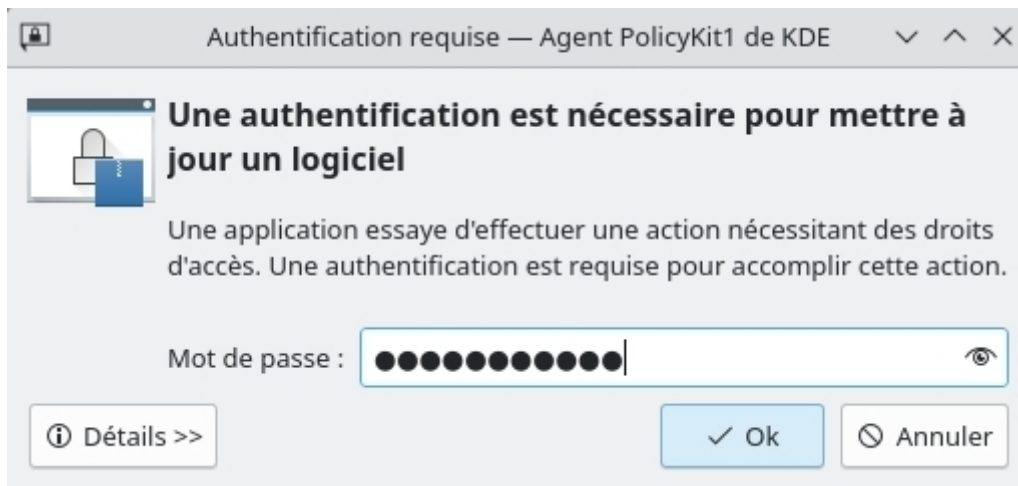 Authentification requise — Agent PolicyKit1 de KDE
Une authentification est nécessaire pour mettre à
jour un logiciel
Une application essaye d'effectuer une action nécessitant des droits
d'accès. Une authentification est requise pour accomplir cette action.
Mot de passe : ●●●●●●●●●●●
Détails >>
Ok
Annuler